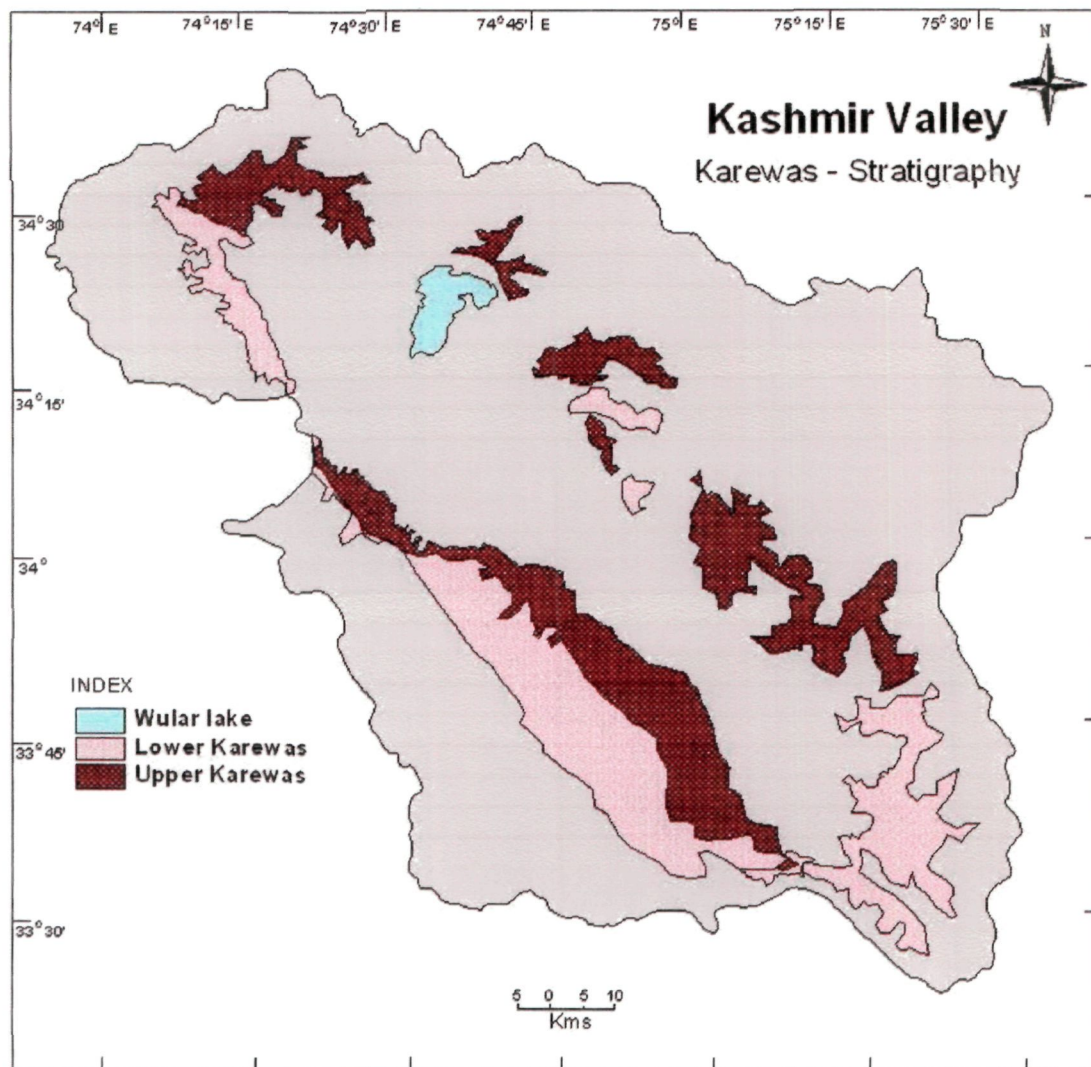 74° E 74° 15' E 74° 30' E 74° 45' E 75° E 75° 15' E 75° 30' E
N
Kashmir Valley
Karewas - Stratigraphy
34° 30'
34° 15'
34°
33° 45'
33° 30'
INDEX
Wular lake
Lower Karewas
Upper Karewas
5 0 5 10
Kms